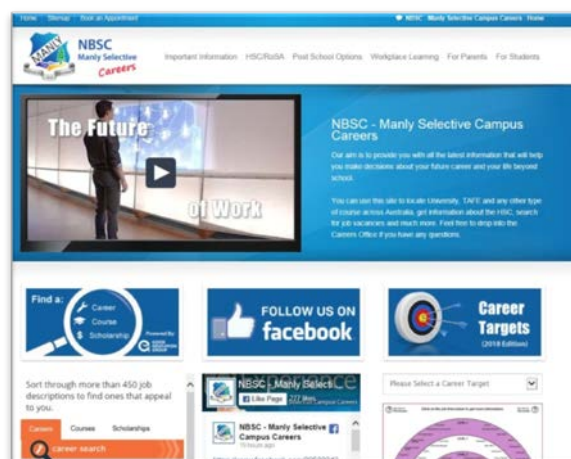 Home Sitemap Book an Appointment
NBSC Manly Selective Campus Careers Home
MANLY
NBSC
Manly Selective
Careers
Important Information HSC/RoSA Post School Options Workplace Learning For Parents For Students
The Future
of Work
NBSC - Manly Selective Campus
Careers
Our aim is to provide you with all the latest information that will help
you make decisions about your future career and your life beyond
school.
You can use this site to locate University, TAFE and any other type
of course across Australia, get information about the HSC, search
for job vacancies and much more. Feel free to drop into the
Careers Office if you have any questions.
Find a:
Career
Course
$ Scholarship
Powered By
FOLLOW US ON
facebook
Career
Targets
(2018 Edition)
Sort through more than 450 job
descriptions to find ones that appeal
to you.
Careers Courses Scholarships
career search
NBSC - Manly Selecti
Like Page 277 likes
NBSC - Manly Selective
Campus Careers
Please Select a Career Target